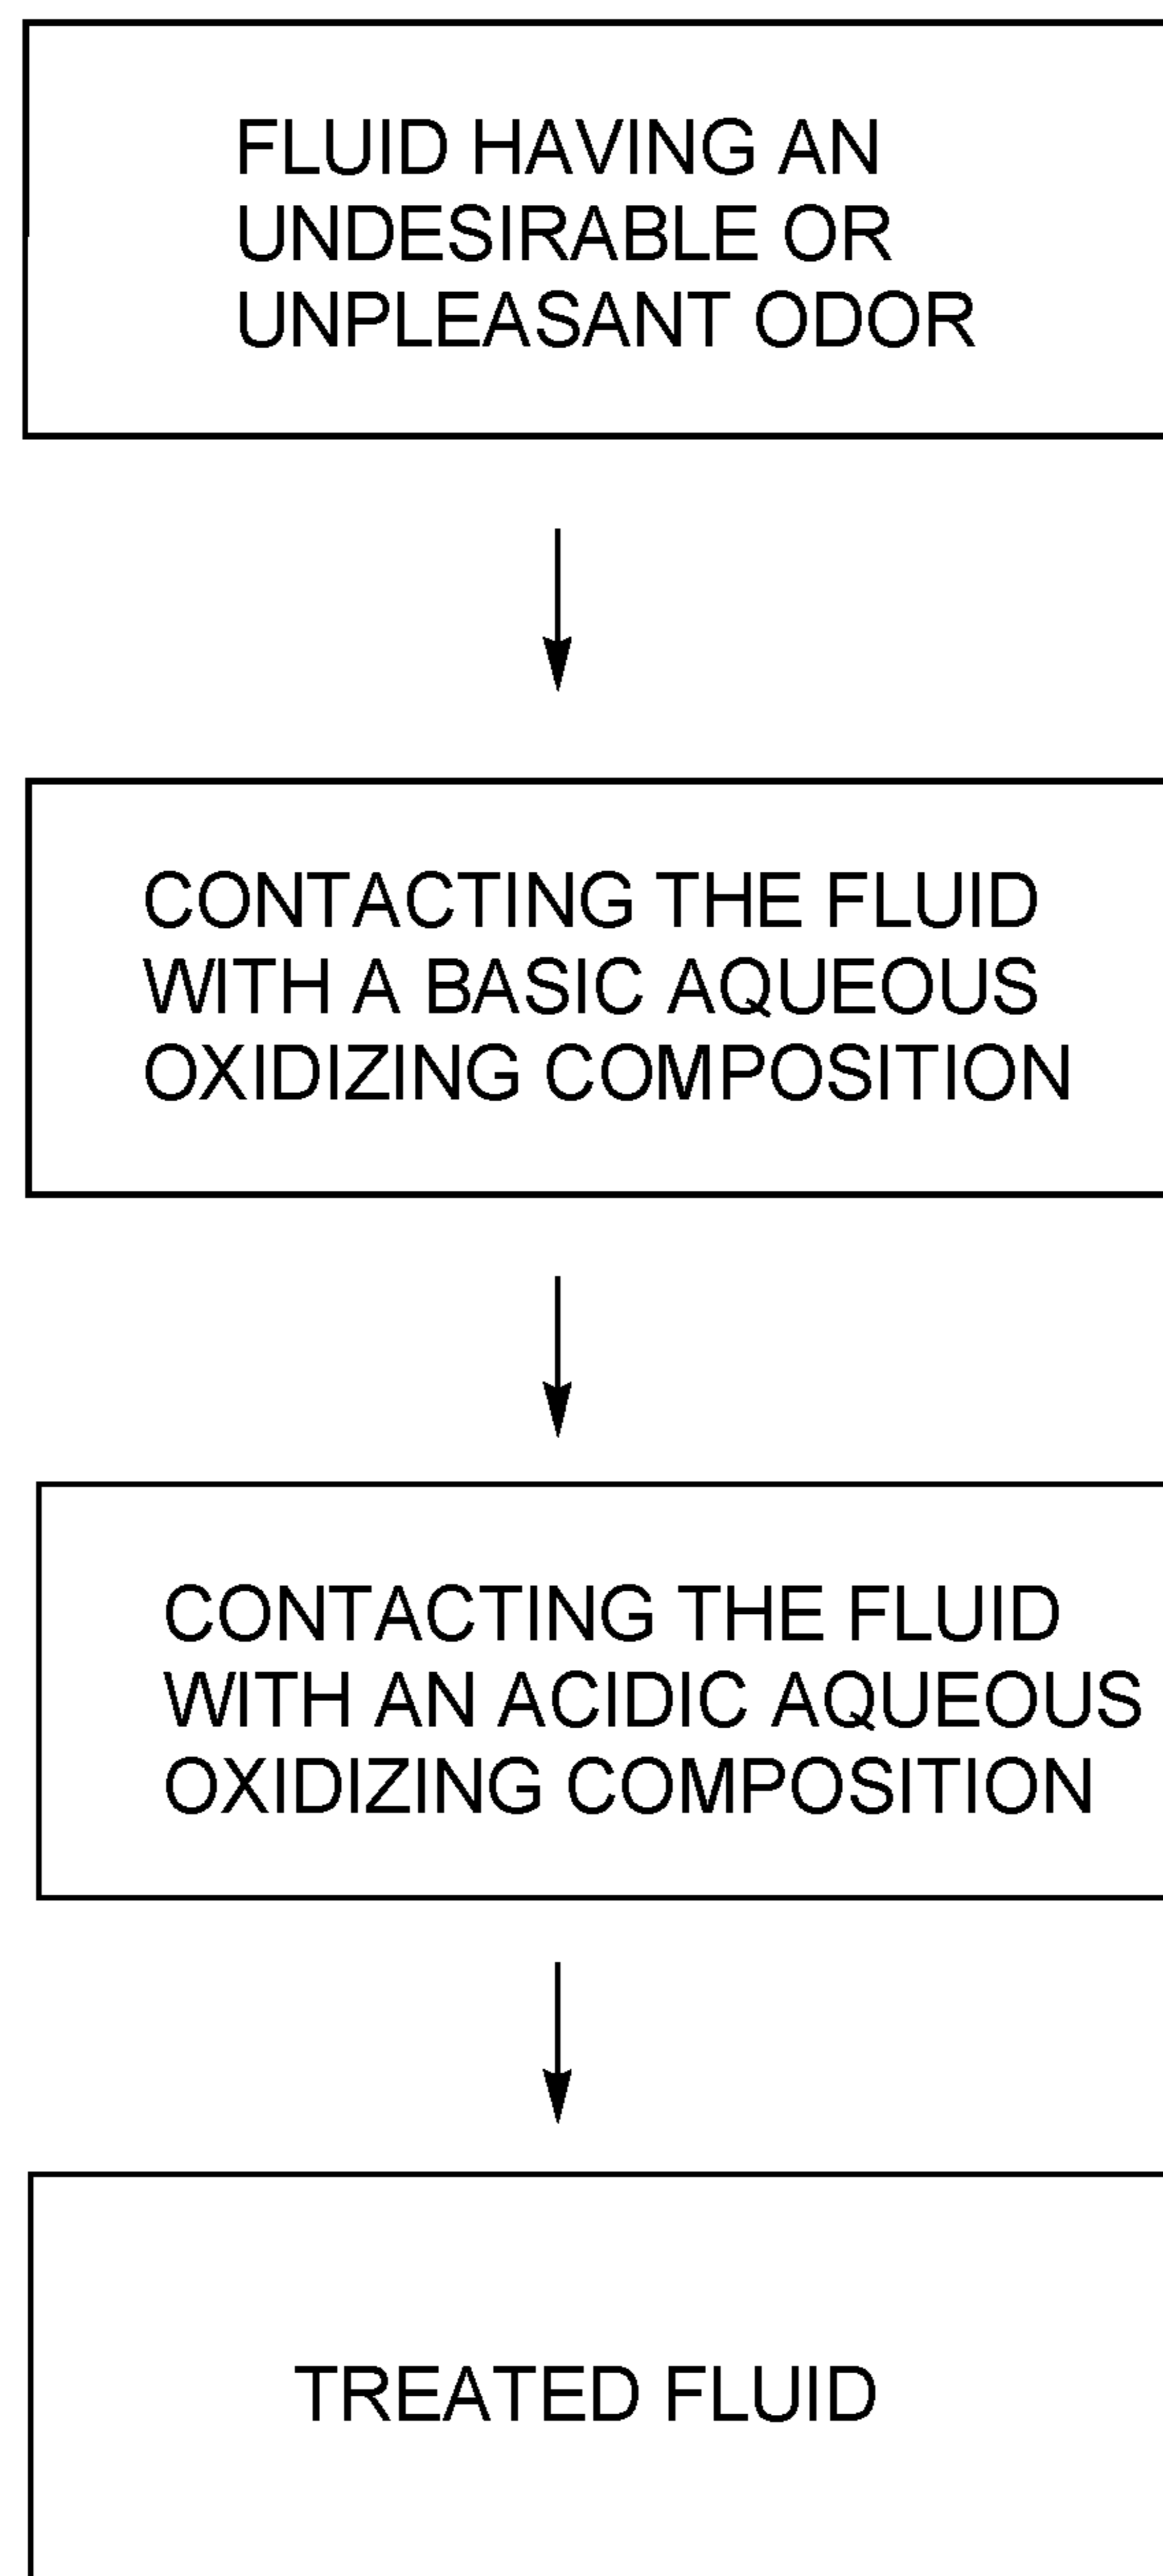 FLUID HAVING AN
UNDESIRABLE OR
UNPLEASANT ODOR
CONTACTING THE FLUID
WITH A BASIC AQUEOUS
OXIDIZING COMPOSITION
CONTACTING THE FLUID
WITH AN ACIDIC AQUEOUS
OXIDIZING COMPOSITION
TREATED FLUID